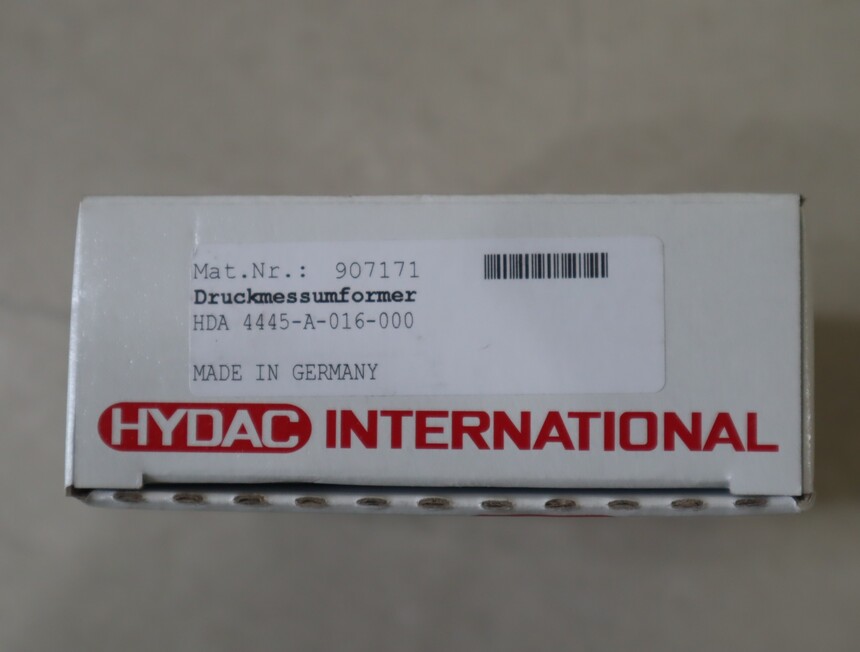 Mat.Nr.: 907171
Druckmessumformer
HDA 4445-A-016-000
MADE IN GERMANY
HYDAC INTERNATIONAL